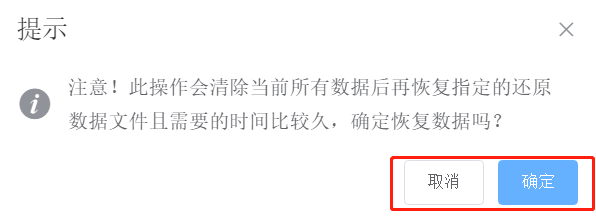 提示
注意！此操作会清除当前所有数据后再恢复指定的还原
数据文件且需要的时间比较久，确定恢复数据吗？
取消 确定